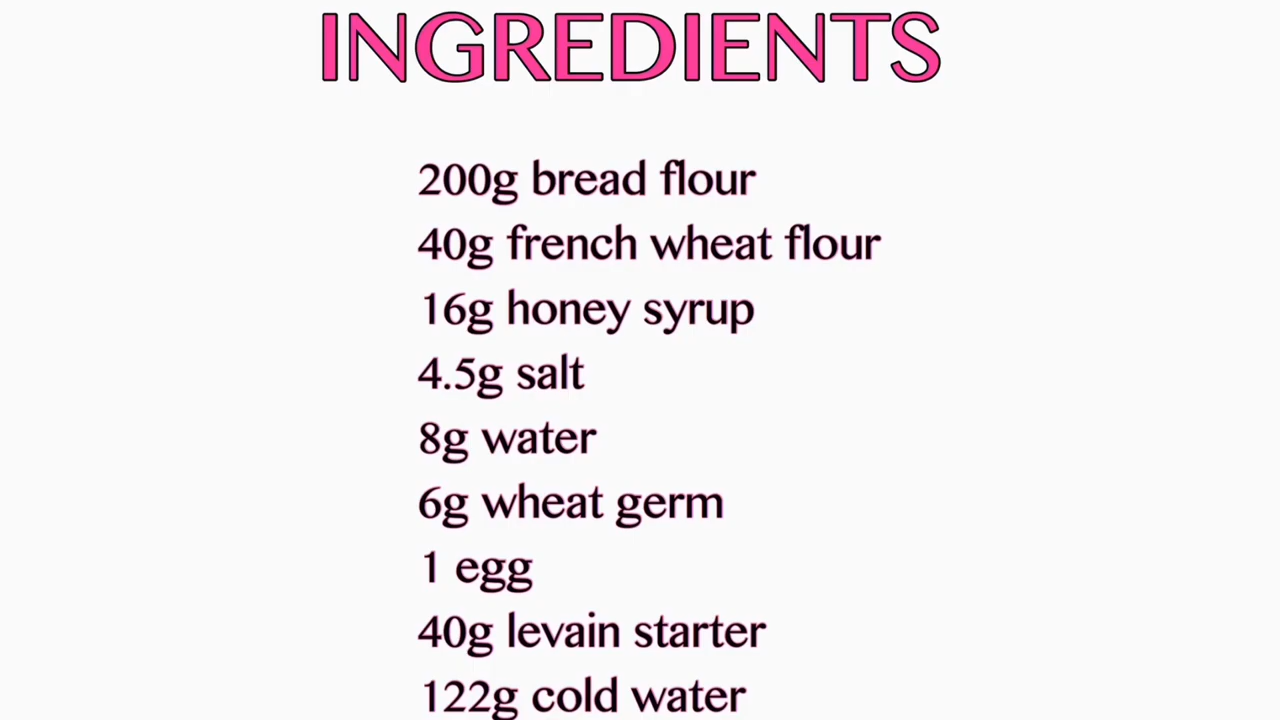 INGREDIENTS
200g bread flour
40g french wheat flour
16g honey syrup
4.5g salt
8g water
6g wheat germ
1 egg
40g levain starter
122g cold water